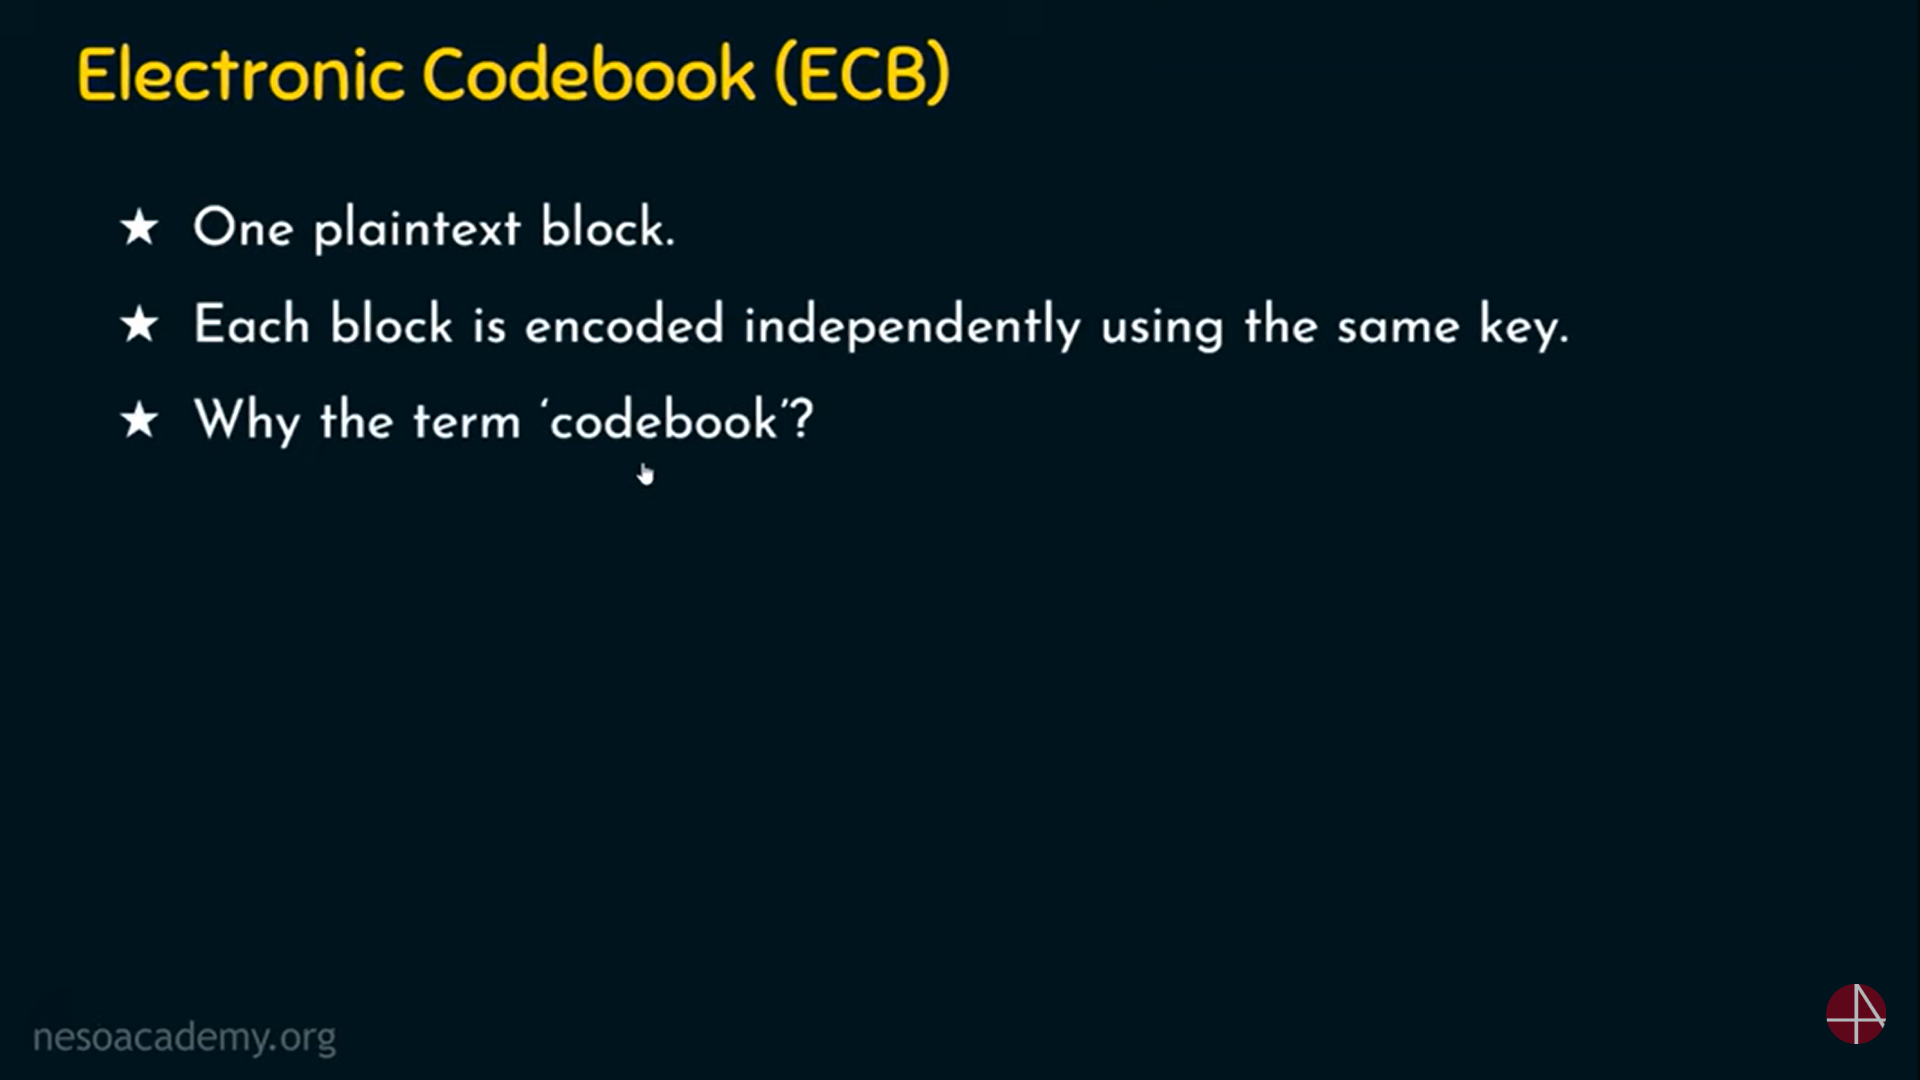 Electronic Codebook (ECB)
★ One plaintext block.
★ Each block is encoded independently using the same key.
★ Why the term ‘codebook’?
nesoacademy.org